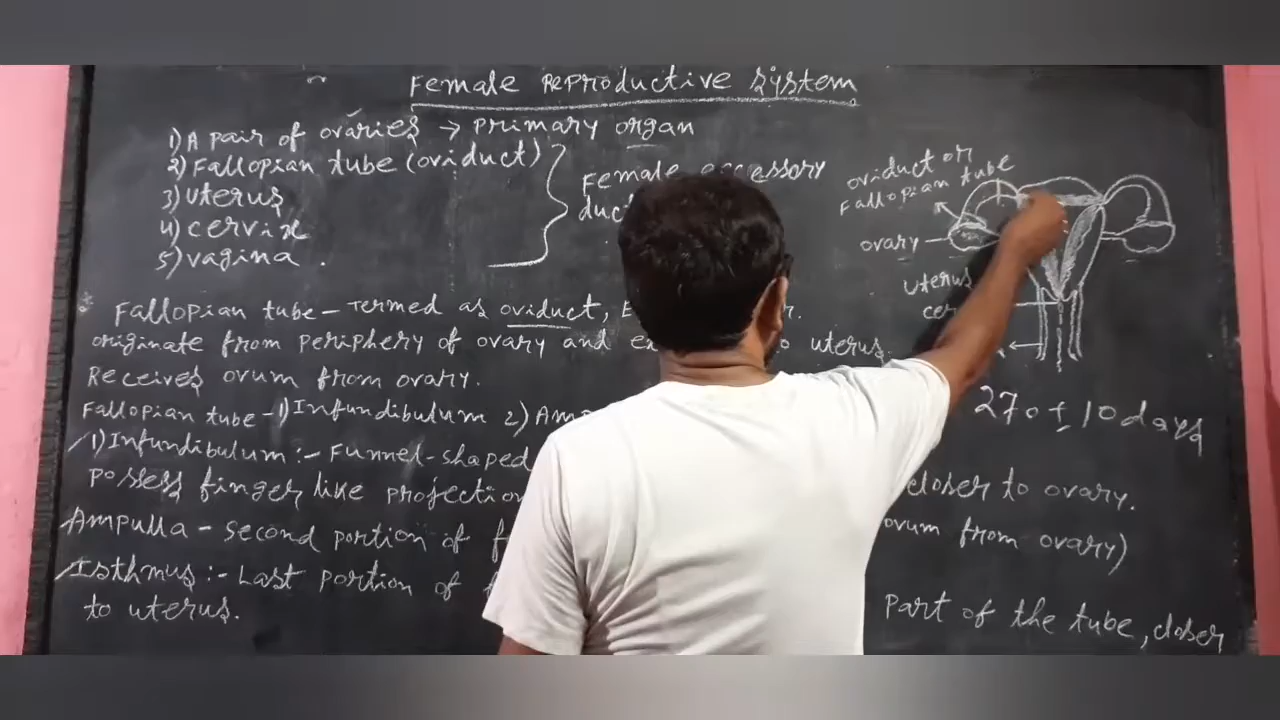 Female Reproductive System
1) A pair of ovaries → Primary organ
2) Fallopian tube (oviduct)
3) Uterus
4) cervix
5) vagina .
Female accessory
duct
oviduct or
Fallopian tube
ovary
uterus
Fallopian tube - Termed as oviduct,
originate from periphery of ovary and to uterus.
Receives ovum from ovary.
Fallopian tube - 1) Infundibulum 2)
1) Infundibulum :- Funnel-shaped closer to ovary.
Possess finger like projection ovum from ovary)
Ampulla - second portion of
Isthmus :- Last portion of Part of the tube, closer
to uterus.
270 ± 10 days